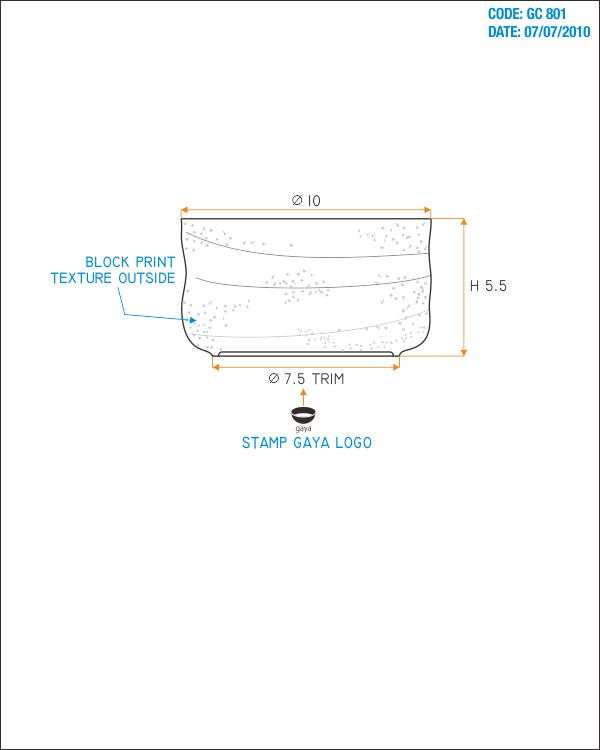 CODE: GC 801
DATE: 07/07/2010
Ø 10
BLOCK PRINT
TEXTURE OUTSIDE
H 5.5
Ø 7.5 TRIM
gaya
STAMP GAYA LOGO